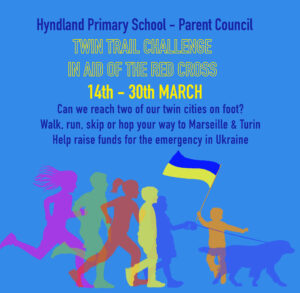 Hyndland Primary School - Parent Council
TWIN TRAIL CHALLENGE
IN AID OF THE RED CROSS
14th - 30th MARCH
Can we reach two of our twin cities on foot?
Walk, run, skip or hop your way to Marseille & Turin
Help raise funds for the emergency in Ukraine